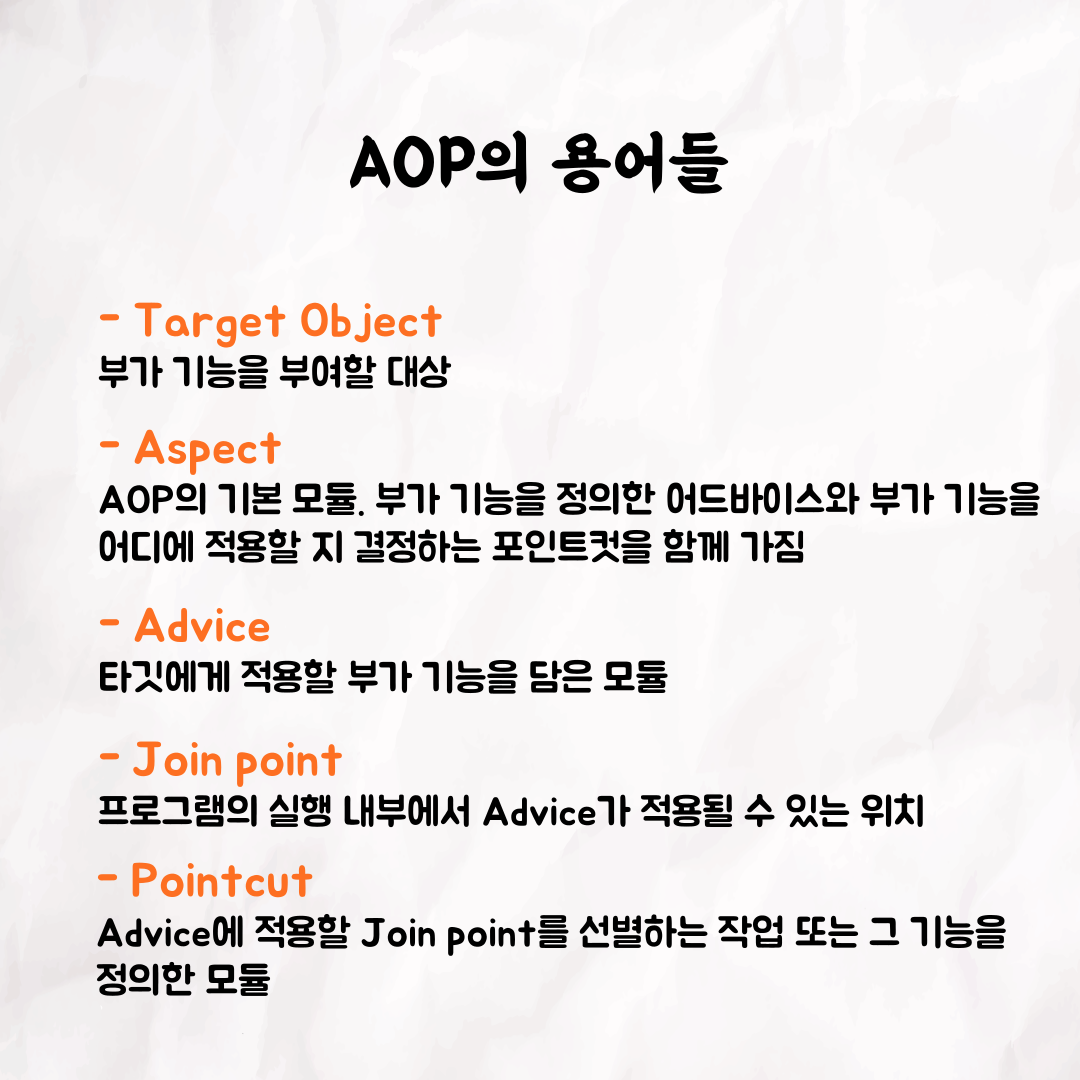 AOP의 용어들
- Target Object
부가 기능을 부여할 대상
- Aspect
AOP의 기본 모듈. 부가 기능을 정의한 어드바이스와 부가 기능을
어디에 적용할 지 결정하는 포인트컷을 함께 가짐
- Advice
타깃에게 적용할 부가 기능을 담은 모듈
- Join point
프로그램의 실행 내부에서 Advice가 적용될 수 있는 위치
- Pointcut
Advice에 적용할 Join point를 선별하는 작업 또는 그 기능을
정의한 모듈